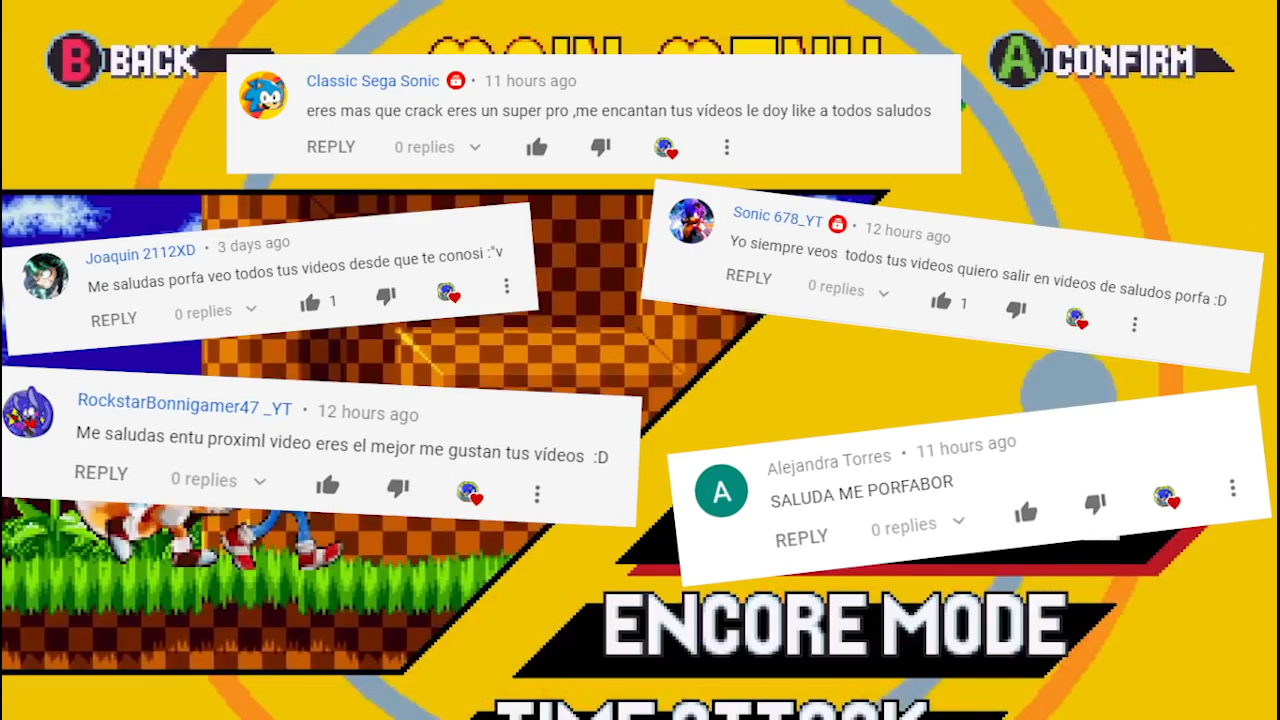 B BACK
MAIN MENU
A CONFIRM
Classic Sega Sonic • 11 hours ago
eres mas que crack eres un super pro ,me encantan tus vídeos le doy like a todos saludos
REPLY 0 replies
Joaquin 2112XD • 3 days ago
Me saludas porfa veo todos tus videos desde que te conosi :"v
REPLY 0 replies 1
Sonic 678_YT • 12 hours ago
Yo siempre veos todos tus videos quiero salir en videos de saludos porfa :D
REPLY 0 replies 1
RockstarBonnigamer47 _YT • 12 hours ago
Me saludas entu proximl video eres el mejor me gustan tus vídeos :D
REPLY 0 replies
A
Alejandra Torres • 11 hours ago
SALUDA ME PORFABOR
REPLY 0 replies
ENCORE MODE
TIME ATTACK